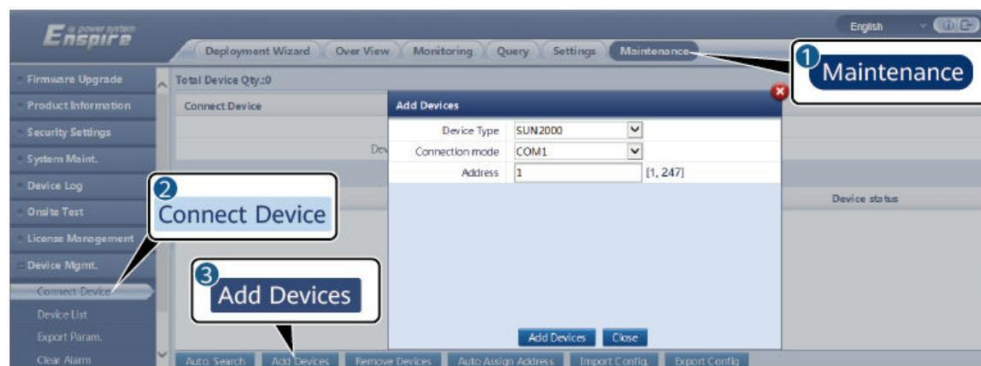 power system
Enspire
English
Deployment Wizard Over View Monitoring Query Settings Maintenance
1 Maintenance
Firmware Upgrade
Product Information
Security Settings
System Maint.
Device Log
Onsite Test
License Management
Device Mgmt.
Connect Device
Device List
Export Param.
Clear Alarm
Total Device Qty.:0
Connect Device
Dev
Device status
Add Devices
Device Type SUN2000
Connection mode COM1
Address 1 [1, 247]
Add Devices Close
2
Connect Device
3
Add Devices
Auto. Search Add Devices Remove Devices Auto Assign Address Import Config. Export Config